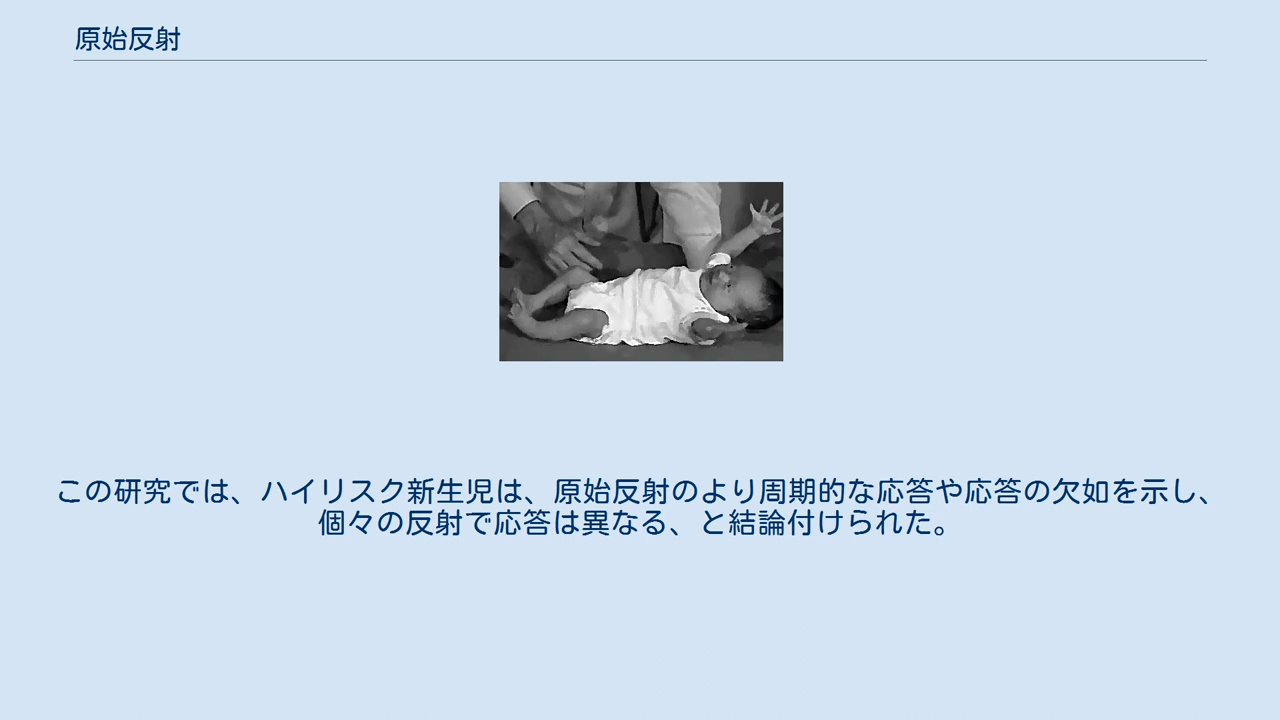 原始反射
この研究では、ハイリスク新生児は、原始反射のより周期的な応答や応答の欠如を示し、
個々の反射で応答は異なる、と結論付けられた。